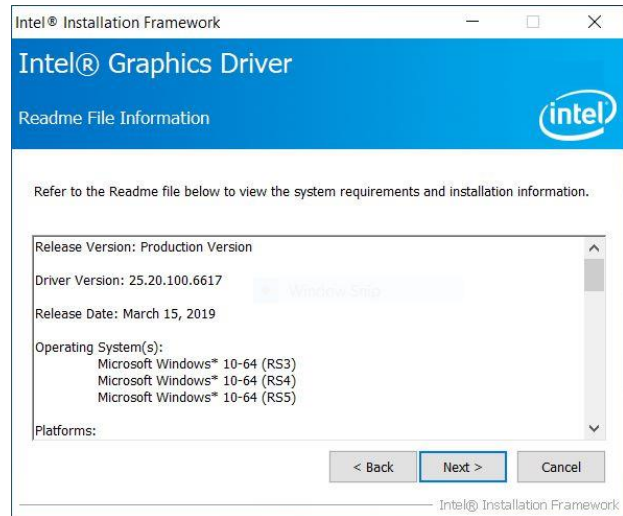 Intel® Installation Framework
Intel® Graphics Driver
Readme File Information
intel
Refer to the Readme file below to view the system requirements and installation information.
Release Version: Production Version
Driver Version: 25.20.100.6617
Window Snip
Release Date: March 15, 2019
Operating System(s):
Microsoft Windows* 10-64 (RS3)
Microsoft Windows* 10-64 (RS4)
Microsoft Windows* 10-64 (RS5)
Platforms:
< Back Next > Cancel
Intel® Installation Framework